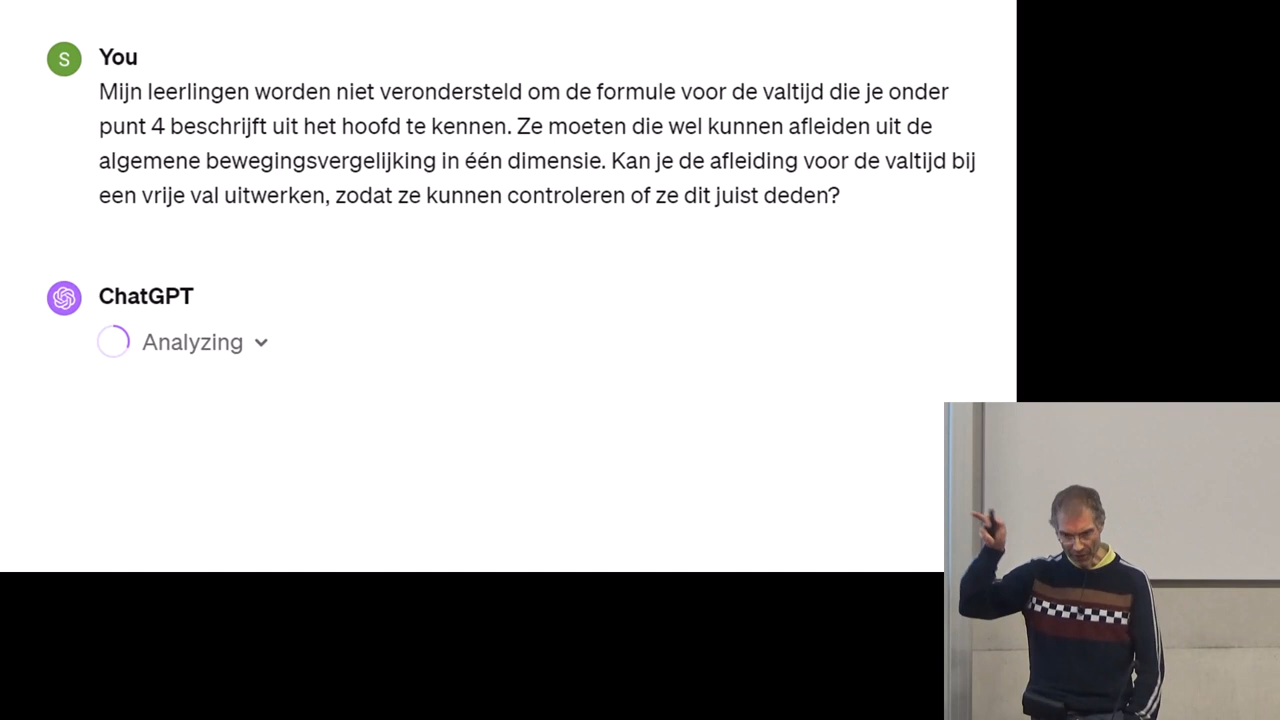 S
You
Mijn leerlingen worden niet verondersteld om de formule voor de valtijd die je onder
punt 4 beschrijft uit het hoofd te kennen. Ze moeten die wel kunnen afleiden uit de
algemene bewegingsvergelijking in één dimensie. Kan je de afleiding voor de valtijd bij
een vrije val uitwerken, zodat ze kunnen controleren of ze dit juist deden?
ChatGPT
Analyzing